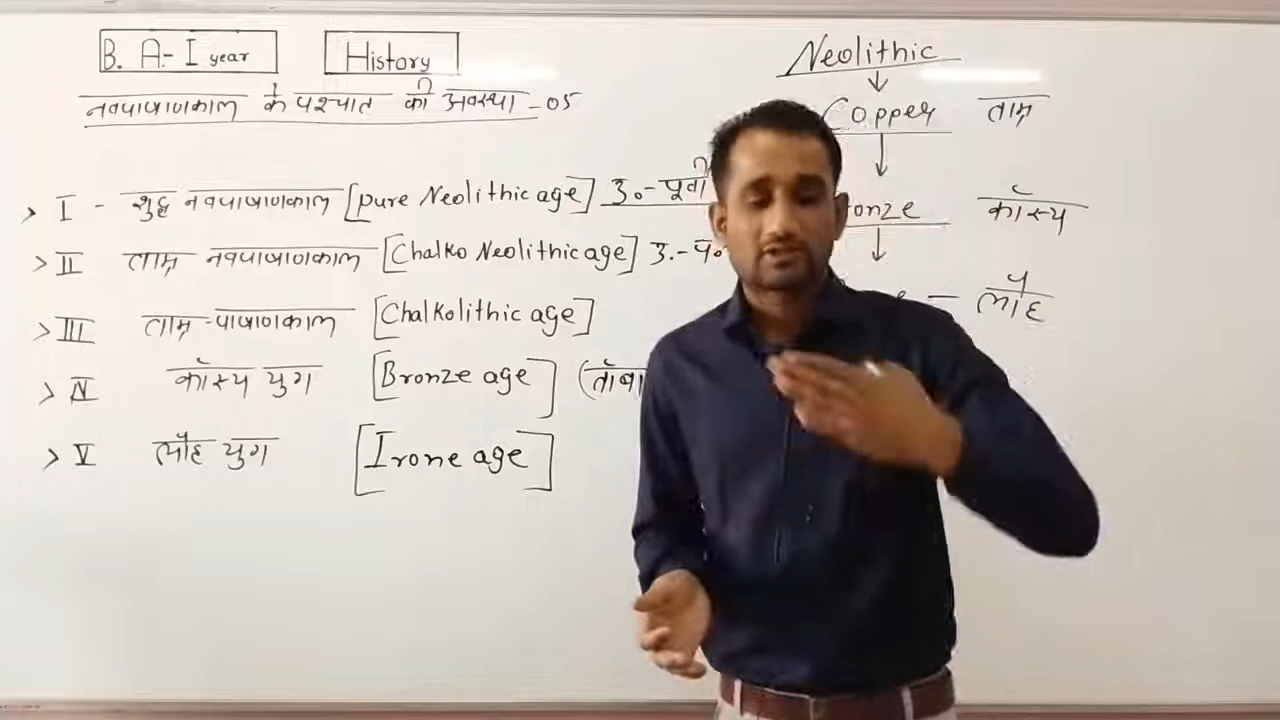 B. A.- I year
History
नवपाषाणकाल के पश्चात की अवस्था - 05
> I - शुद्ध नवपाषाणकाल [pure Neolithic age] उ.- पूर्वी
> II ताम्र नवपाषाणकाल [Chalko Neolithic age] उ.- प.
> III ताम्र-पाषाणकाल [Chalkolithic age]
> IV काँस्य युग [Bronze age] (ताँबा
> V लौह युग [Irone age]
Neolithic
Copper ताम्र
onze काँस्य
— लौह